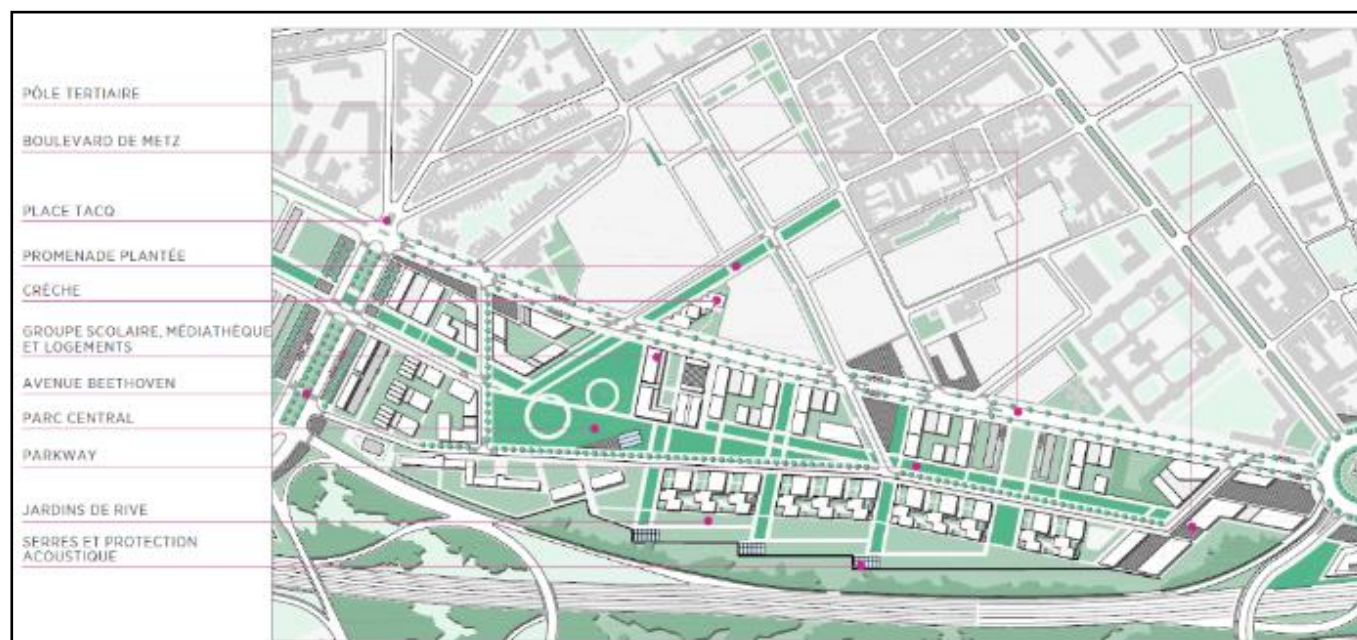 PÔLE TERTIAIRE
BOULEVARD DE METZ
PLACE TACQ
PROMENADE PLANTÉE
CRÈCHE
GROUPE SCOLAIRE, MÉDIATHÈQUE
ET LOGEMENTS
AVENUE BEETHOVEN
PARC CENTRAL
PARKWAY
JARDINS DE RIVE
SERRES ET PROTECTION
ACOUSTIQUE